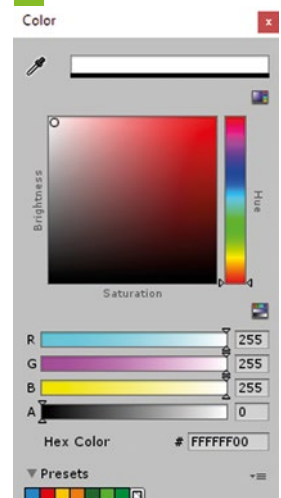 Color
x
Brightness
Hue
Saturation
R 255
G 255
B 255
A 0
Hex Color # FFFFFF00
Presets